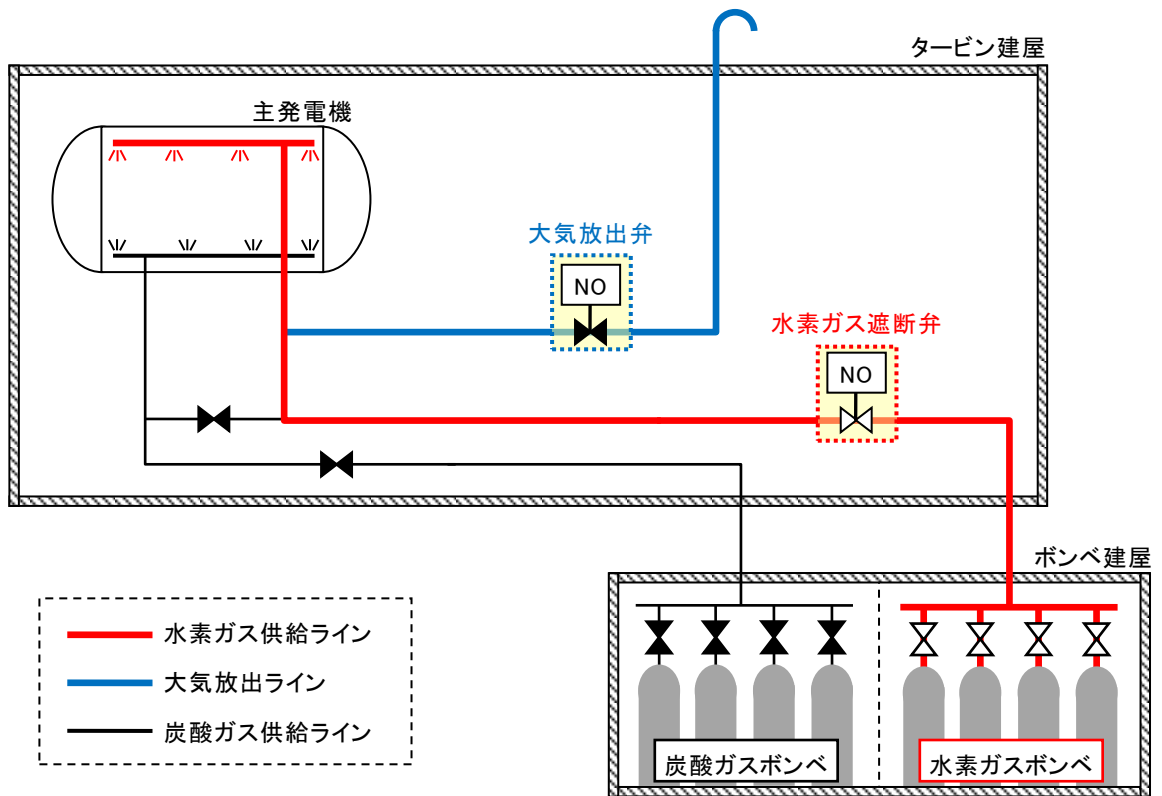 タービン建屋
主発電機
大気放出弁
NO
水素ガス遮断弁
NO
ボンベ建屋
水素ガス供給ライン
大気放出ライン
炭酸ガス供給ライン
炭酸ガスボンベ
水素ガスボンベ